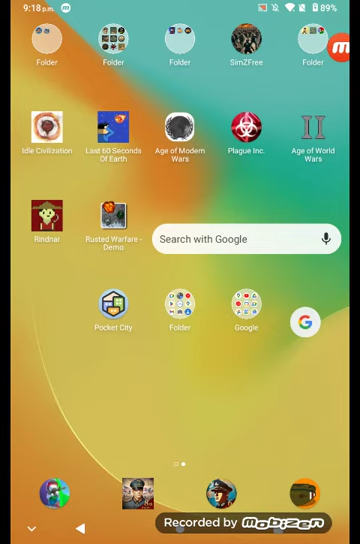 9:18 p.m.
89%
Folder
Folder
Folder
SimZFree
Folder
Idle Civilization
Last 60 Seconds
Of Earth
Age of Modern
Wars
Plague Inc.
Age of World
Wars
Rindnar
Rusted Warfare -
Demo
Search with Google
Pocket City
Folder
Google
Recorded by Mobizen